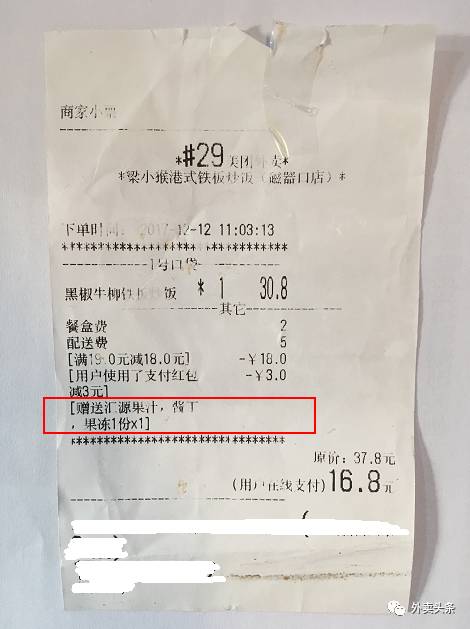 商家小票
*#29美团外卖*
*梁小猴港式铁板炒饭(磁器口店)*
下单时间: 2017-12-12 11:03:13
********************************
1号口袋
黑椒牛柳铁板炒饭 * 1 30.8
其它
餐盒费 2
配送费 5
[满19.0元减18.0元] -￥18.0
[用户使用了支付红包 -￥3.0
减3元]
[赠送汇源果汁，酱丁
，果冻1份x1]
********************************
原价: 37.8元
(用户在线支付)16.8元
(
外卖头条